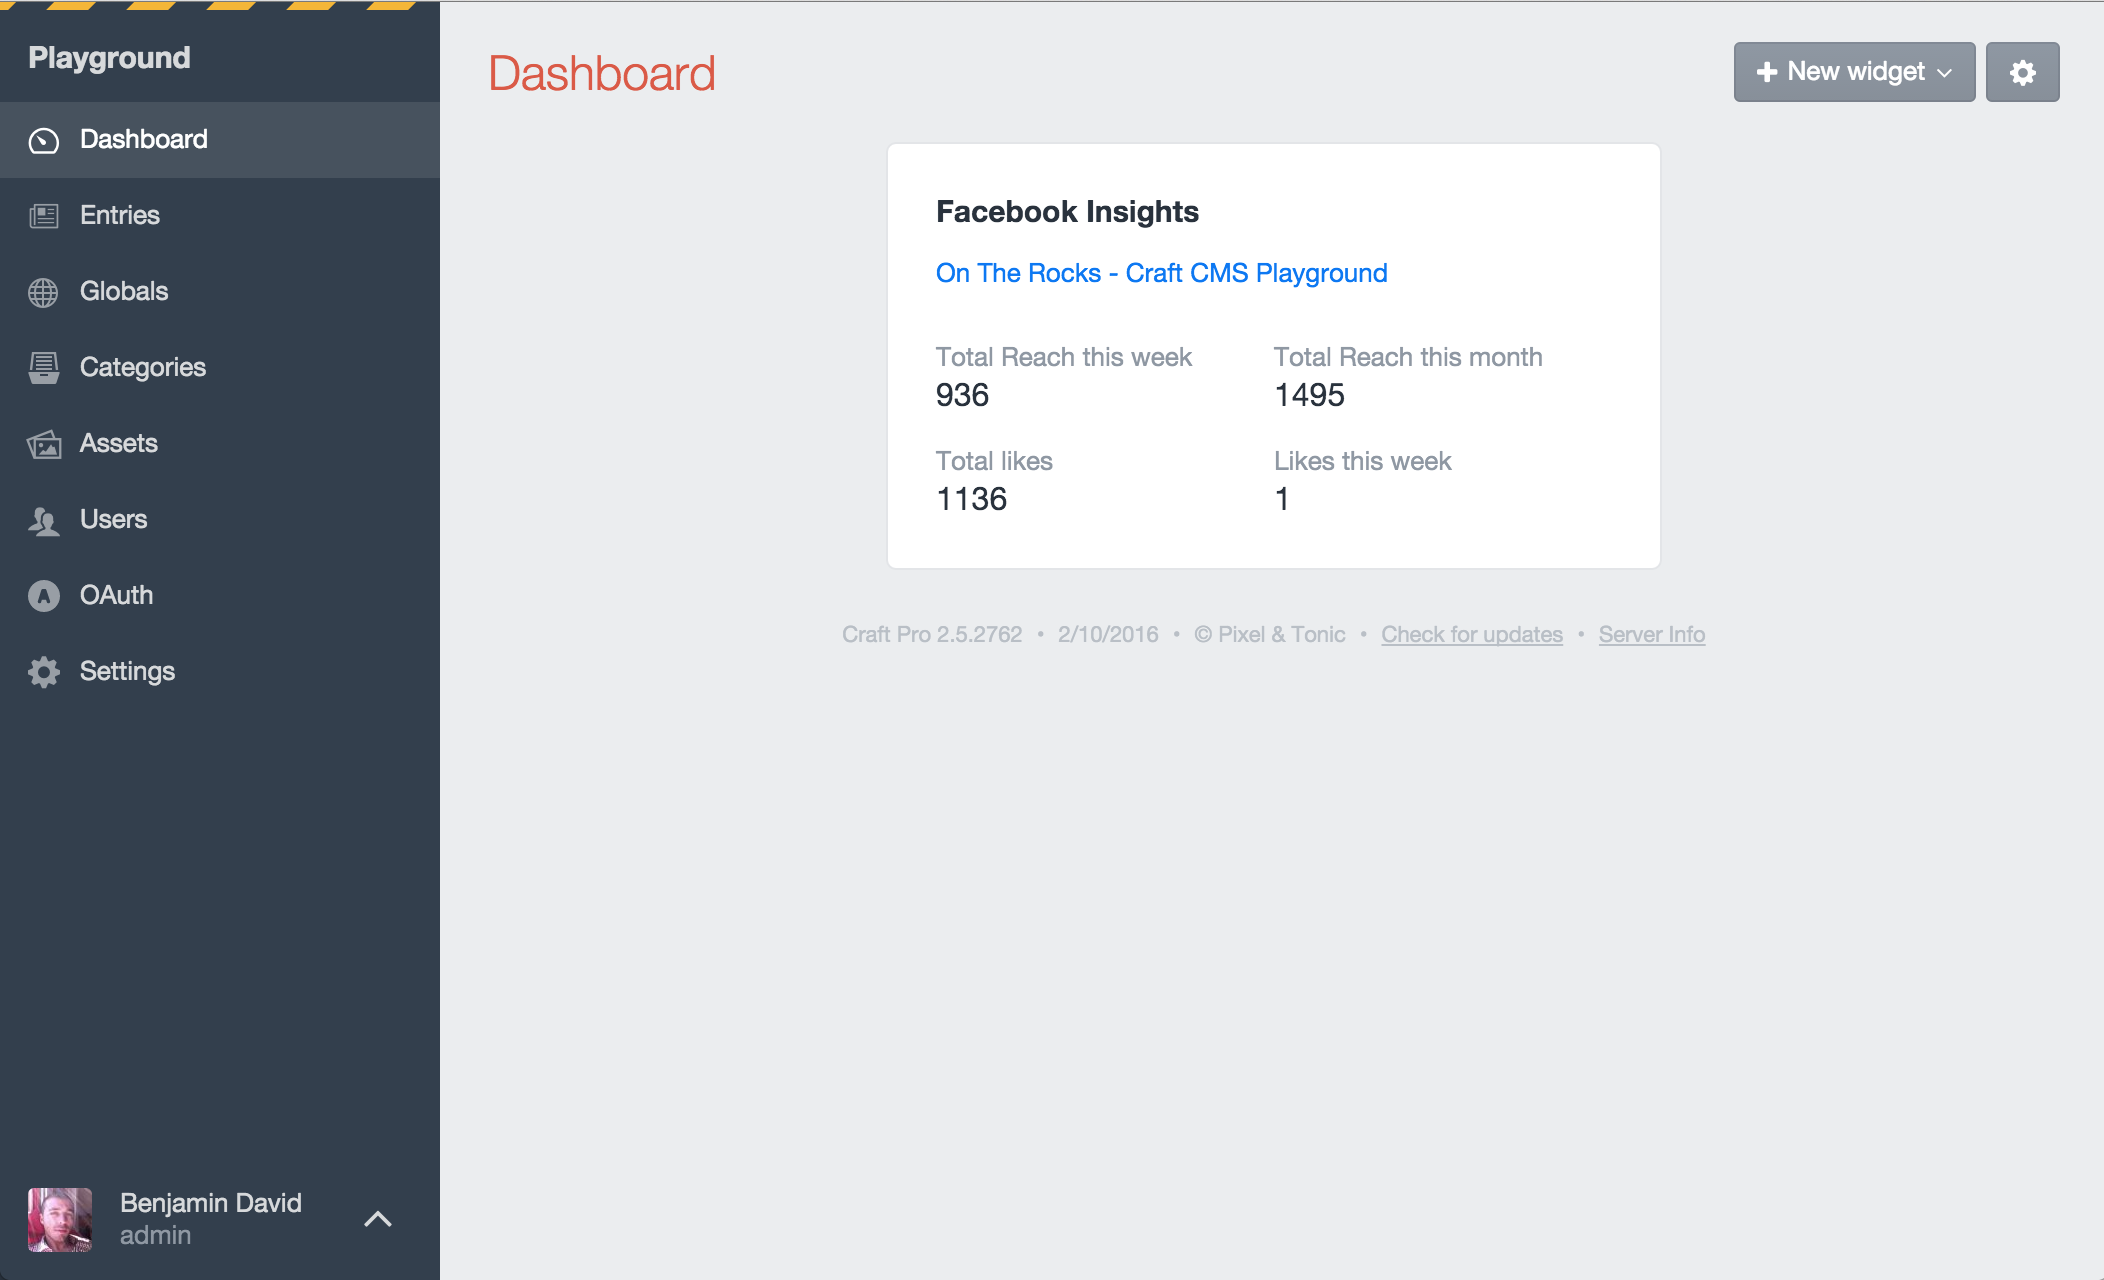 Playground
Dashboard
Entries
Globals
Categories
Assets
Users
OAuth
Settings
Benjamin David
admin
Dashboard
New widget
Facebook Insights
On The Rocks - Craft CMS Playground
Total Reach this week
936
Total Reach this month
1495
Total likes
1136
Likes this week
1
Craft Pro 2.5.2762 • 2/10/2016 • © Pixel & Tonic • Check for updates • Server Info